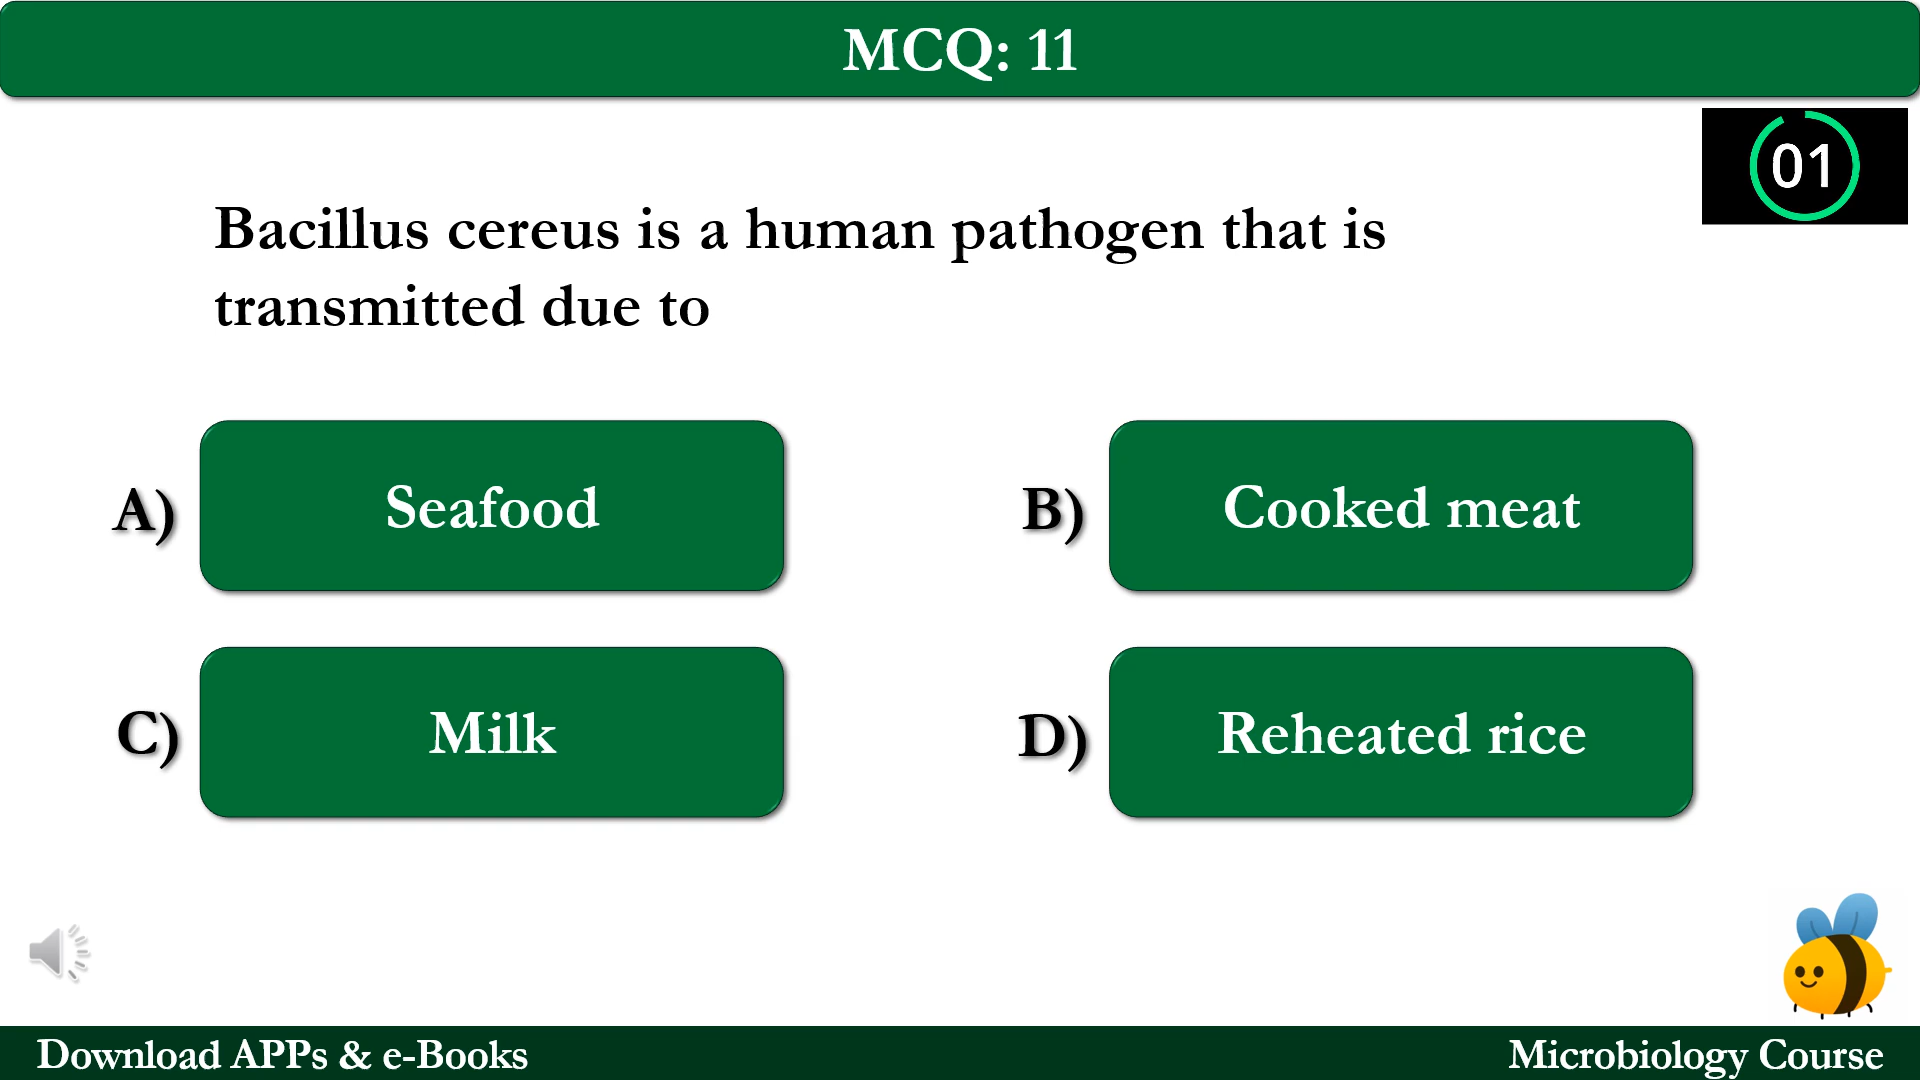 MCQ: 11
01
Bacillus cereus is a human pathogen that is
transmitted due to
A) Seafood
B) Cooked meat
C) Milk
D) Reheated rice
Download APPs & e-Books
Microbiology Course